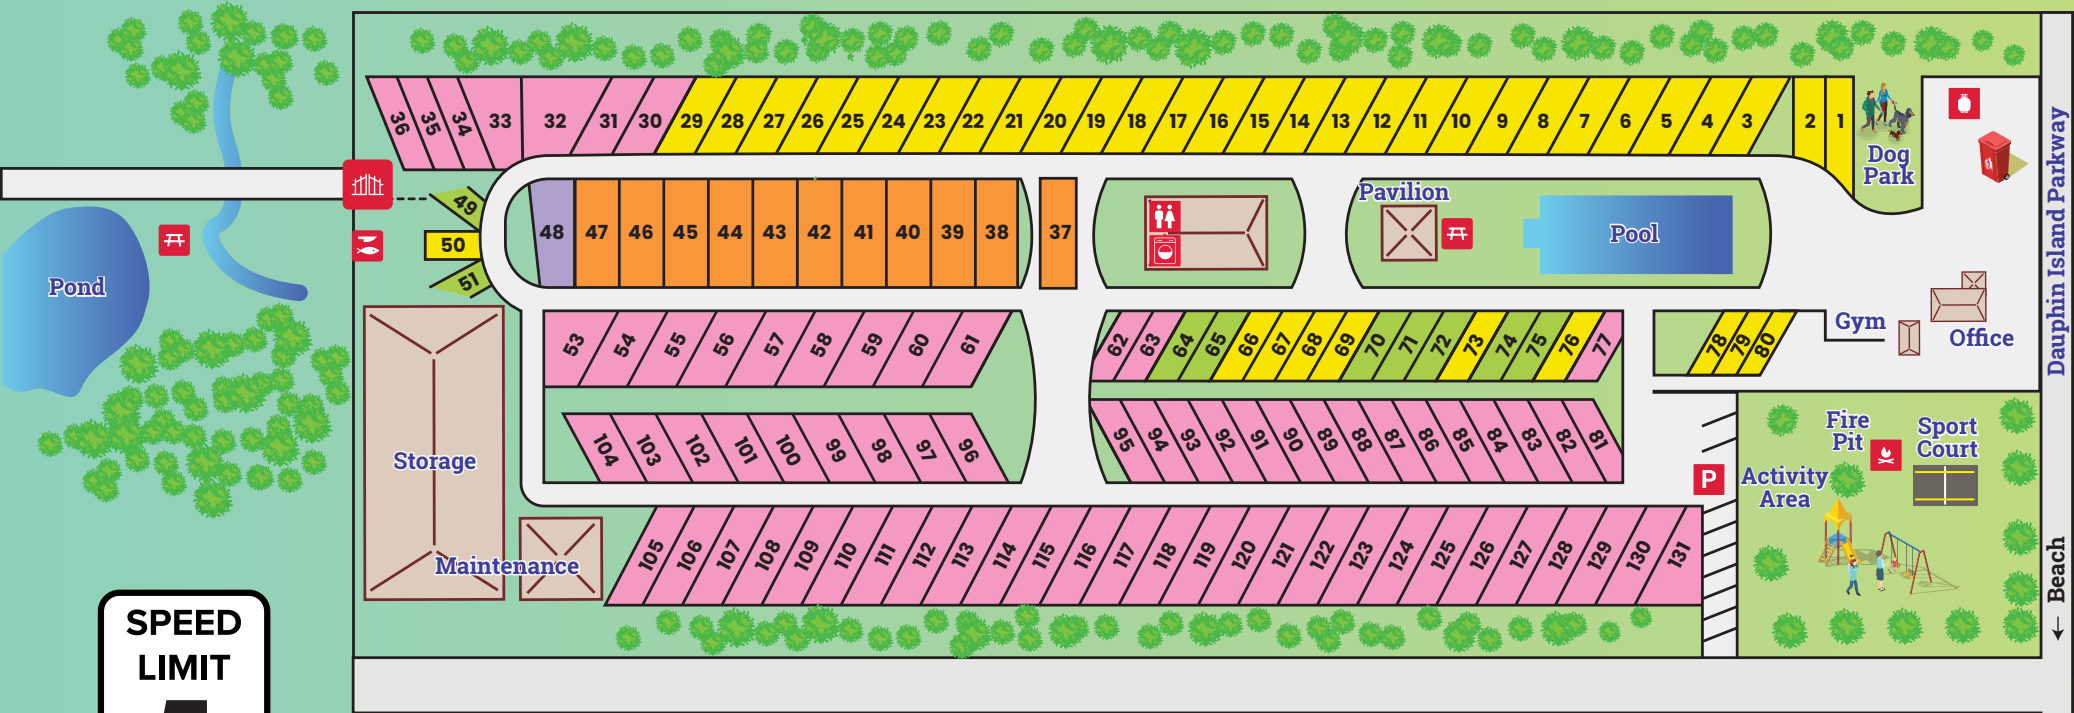 36 35 34 33 32 31 30 29 28 27 26 25 24 23 22 21 20 19 18 17 16 15 14 13 12 11 10 9 8 7 6 5 4 3 2 1
Dog
Park
Dauphin Island Parkway
49
50
51
48 47 46 45 44 43 42 41 40 39 38 37
Pavilion
Pool
Pond
53 54 55 56 57 58 59 60 61
62 63 64 65 66 67 68 69 70 71 72 73 74 75 76 77
78 79 80
Gym
Office
Storage
104 103 102 101 100 99 98 97 96
95 94 93 92 91 90 89 88 87 86 85 84 83 82 81
P
Fire
Pit
Sport
Court
Activity
Area
Maintenance
105 106 107 108 109 110 111 112 113 114 115 116 117 118 119 120 121 122 123 124 125 126 127 128 129 130 131
← Beach
SPEED
LIMIT